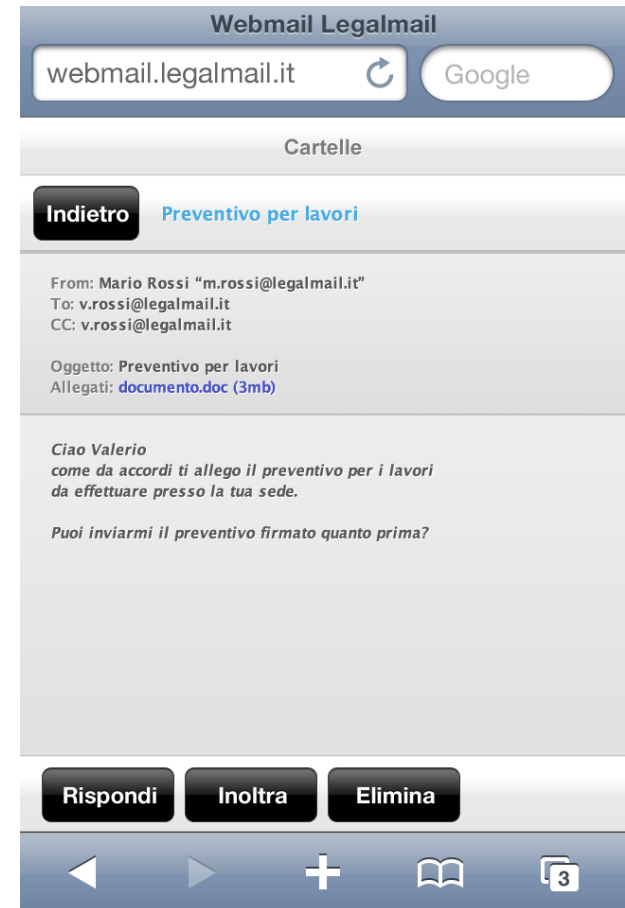 Webmail Legalmail
webmail.legalmail.it
Google
Cartelle
Indietro
Preventivo per lavori
From: Mario Rossi “m.rossi@legalmail.it”
To: v.rossi@legalmail.it
CC: v.rossi@legalmail.it
Oggetto: Preventivo per lavori
Allegati: documento.doc (3mb)
Ciao Valerio
come da accordi ti allego il preventivo per i lavori
da effettuare presso la tua sede.
Puoi inviarmi il preventivo firmato quanto prima?
Rispondi
Inoltra
Elimina
3